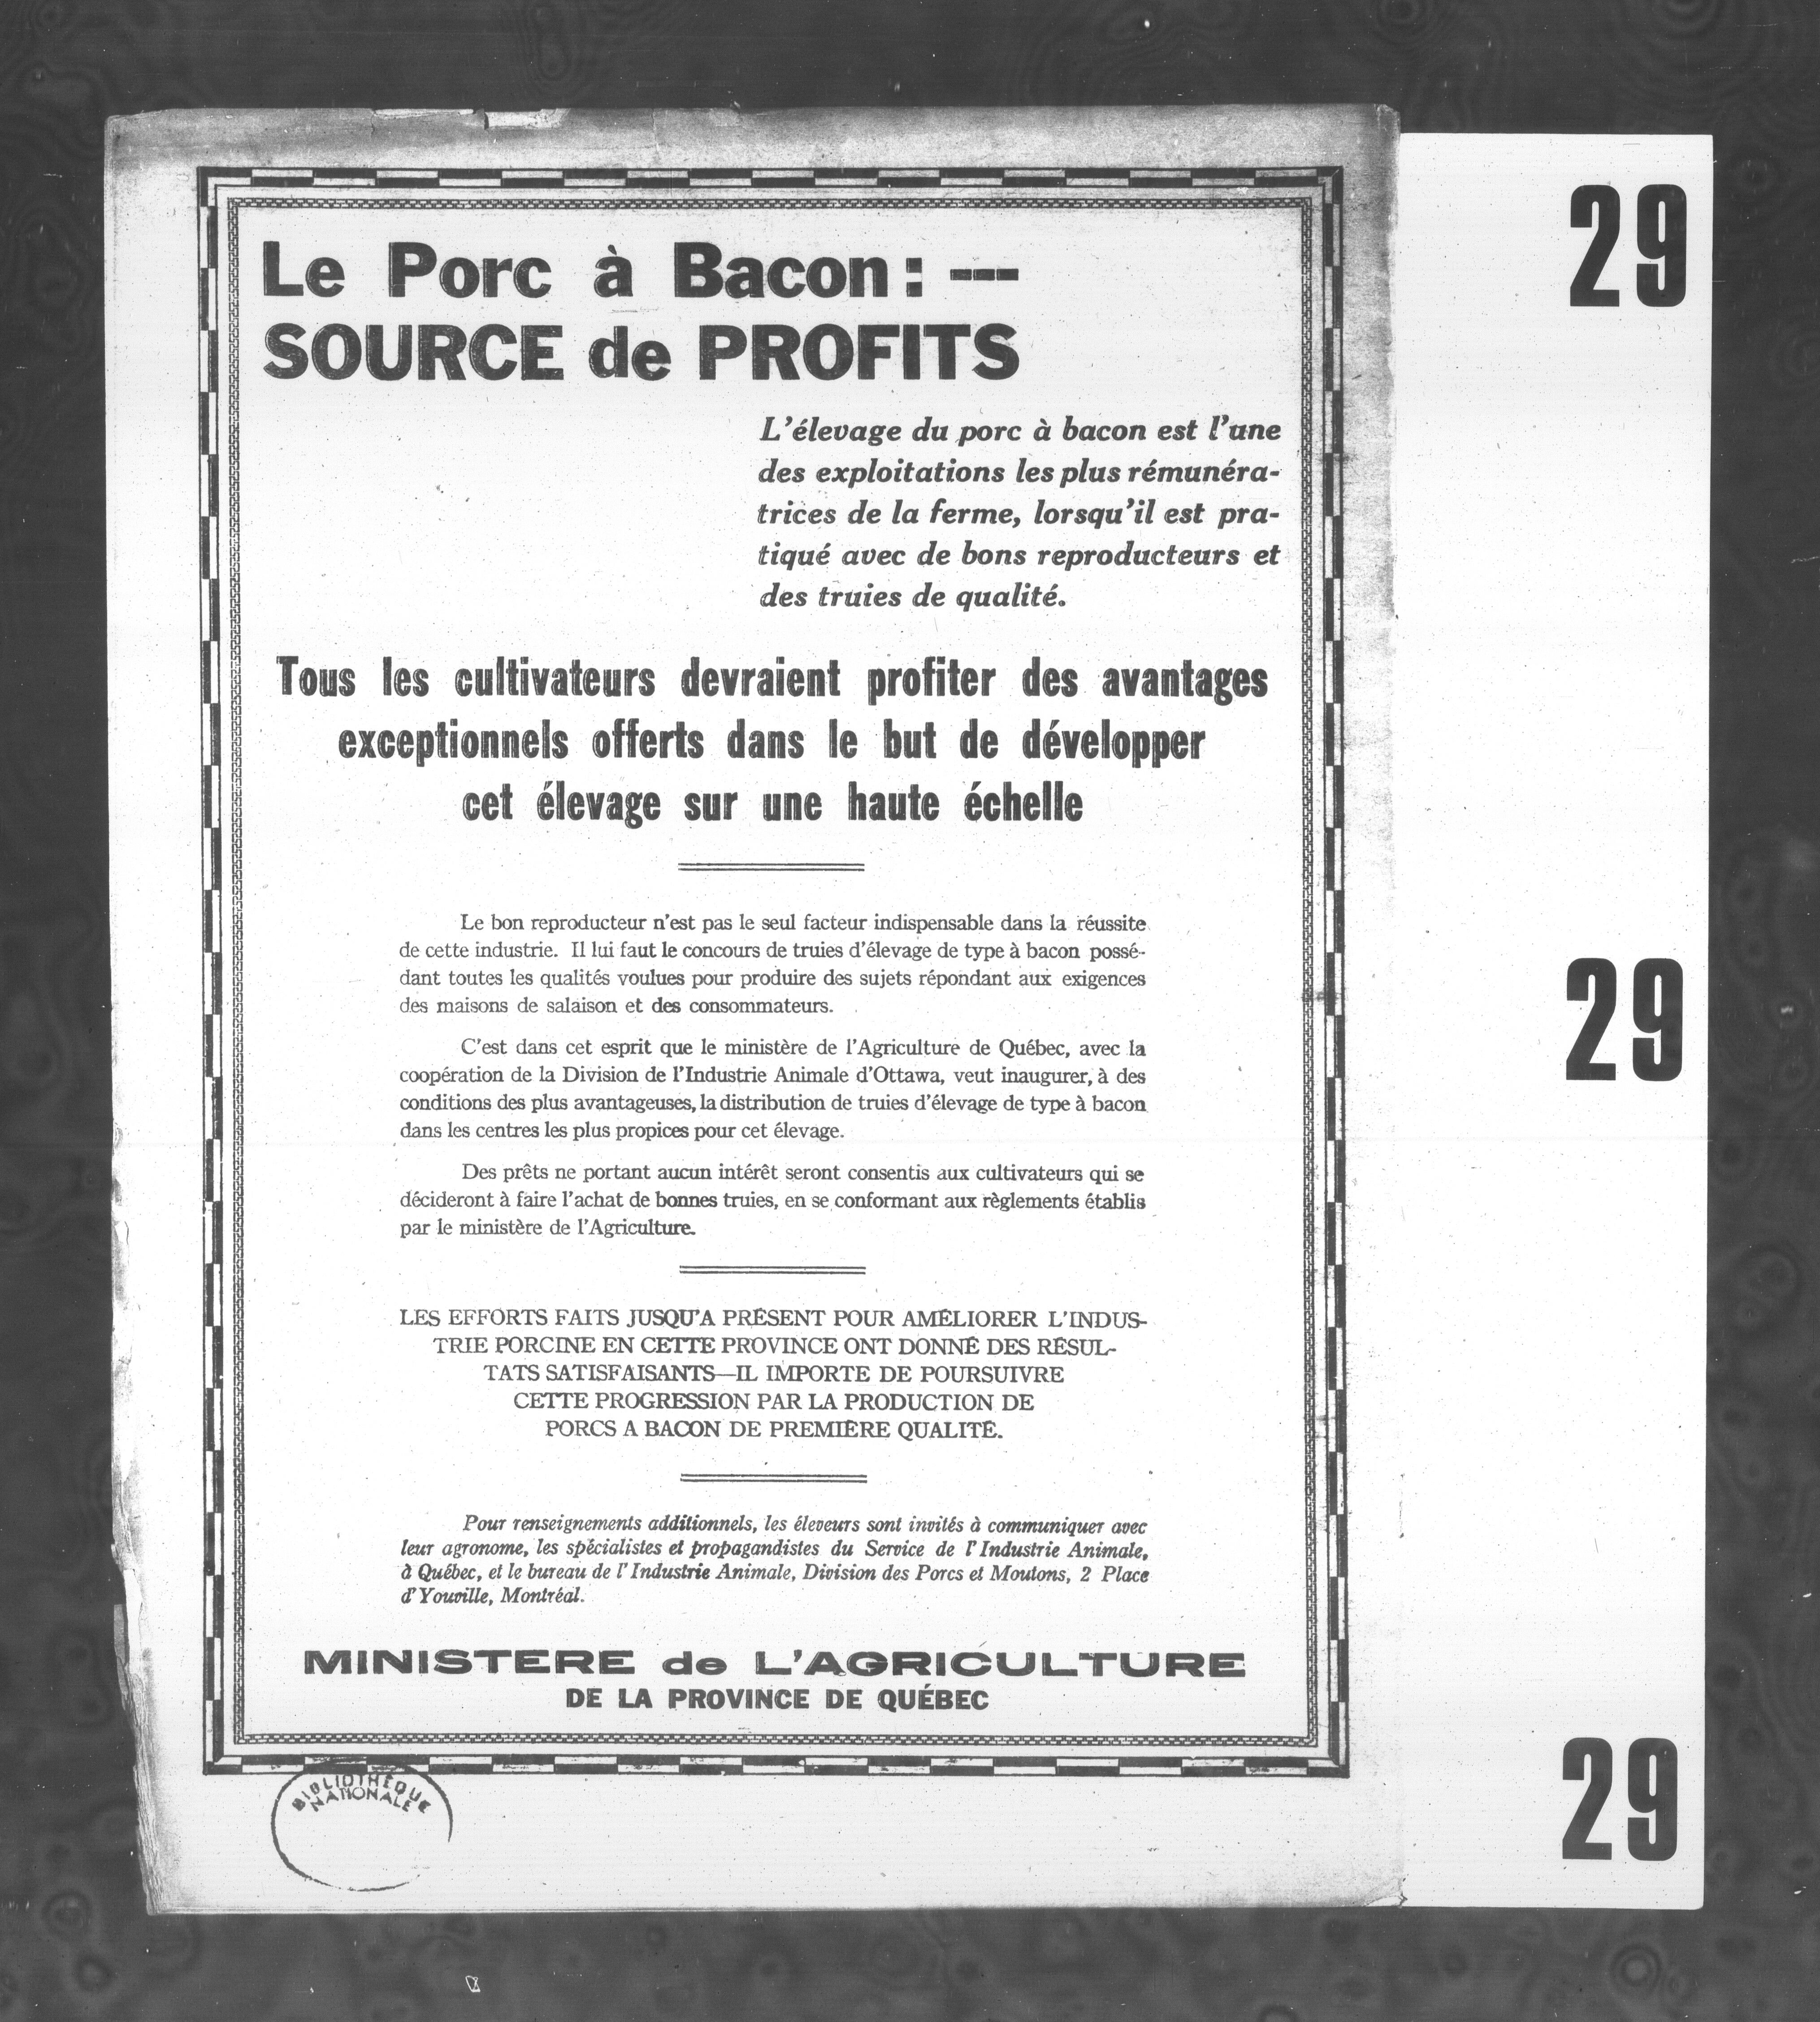 Le Porc à Bacon: ---
SOURCE de PROFITS
L'élevage du porc à bacon est l'une
des exploitations les plus rémunéra-
trices de la ferme, lorsqu'il est pra-
tiqué avec de bons reproducteurs et
des truies de qualité.
Tous les cultivateurs devraient profiter des avantages
exceptionnels offerts dans le but de développer
cet élevage sur une haute échelle
Le bon reproducteur n'est pas le seul facteur indispensable dans la réussite
de cette industrie. Il lui faut le concours de truies d'élevage de type à bacon possé-
dant toutes les qualités voulues pour produire des sujets répondant aux exigences
des maisons de salaison et des consommateurs.
C'est dans cet esprit que le ministère de l'Agriculture de Québec, avec la
coopération de la Division de l'Industrie Animale d'Ottawa, veut inaugurer, à des
conditions des plus avantageuses, la distribution de truies d'élevage de type à bacon
dans les centres les plus propices pour cet élevage.
Des prêts ne portant aucun intérêt seront consentis aux cultivateurs qui se
décideront à faire l'achat de bonnes truies, en se conformant aux règlements établis
par le ministère de l'Agriculture.
LES EFFORTS FAITS JUSQU'A PRÉSENT POUR AMÉLIORER L'INDUS-
TRIE PORCINE EN CETTE PROVINCE ONT DONNÉ DES RÉSUL-
TATS SATISFAISANTS—IL IMPORTE DE POURSUIVRE
CETTE PROGRESSION PAR LA PRODUCTION DE
PORCS A BACON DE PREMIÈRE QUALITÉ.
Pour renseignements additionnels, les éleveurs sont invités à communiquer avec
leur agronome, les spécialistes et propagandistes du Service de l'Industrie Animale,
à Québec, et le bureau de l'Industrie Animale, Division des Porcs et Moutons, 2 Place
d'Youville, Montréal.
MINISTERE de L'AGRICULTURE
DE LA PROVINCE DE QUÉBEC
BIBLIOTHÈQUE
NATIONALE
29
29
29